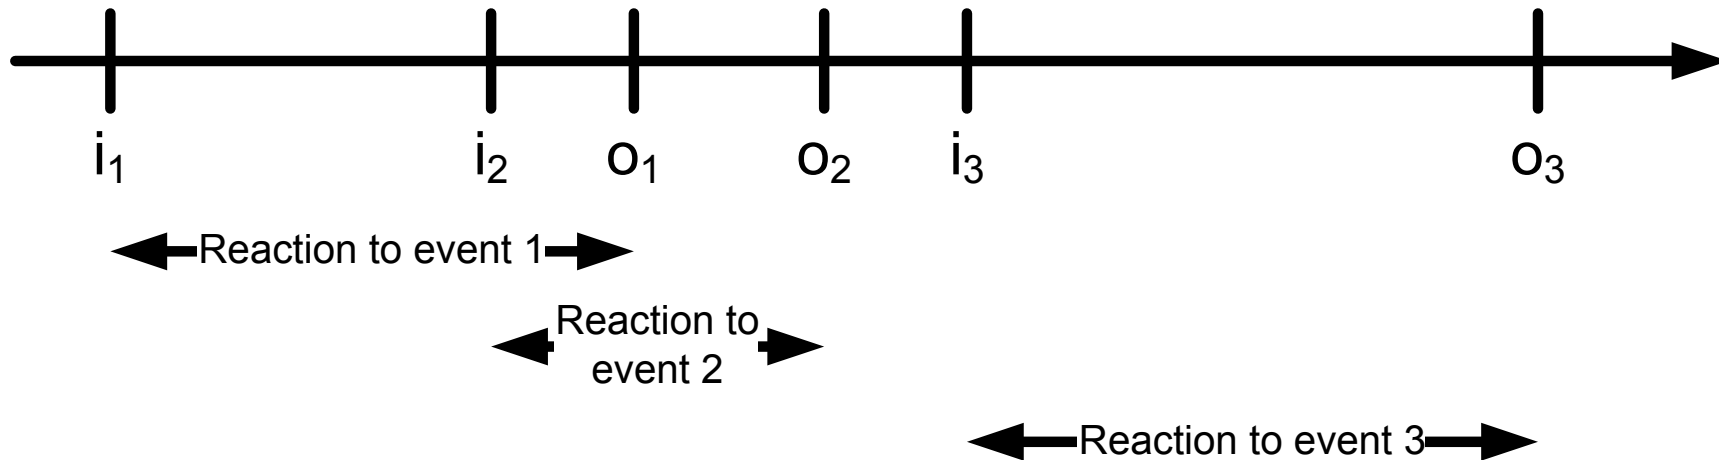 i₁ i₂ o₁ o₂ i₃ o₃
Reaction to event 1
Reaction to
event 2
Reaction to event 3